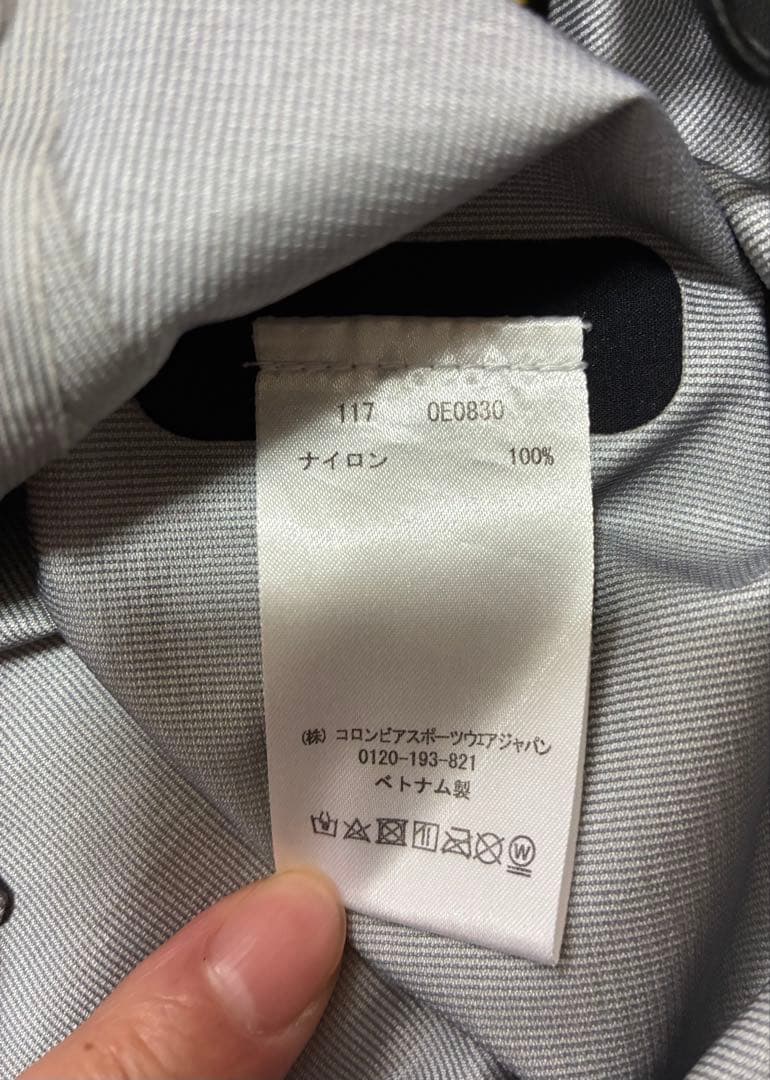 117 OE0830
ナイロン 100%
(株) コロンビアスポーツウェアジャパン
0120-193-821
ベトナム製
W